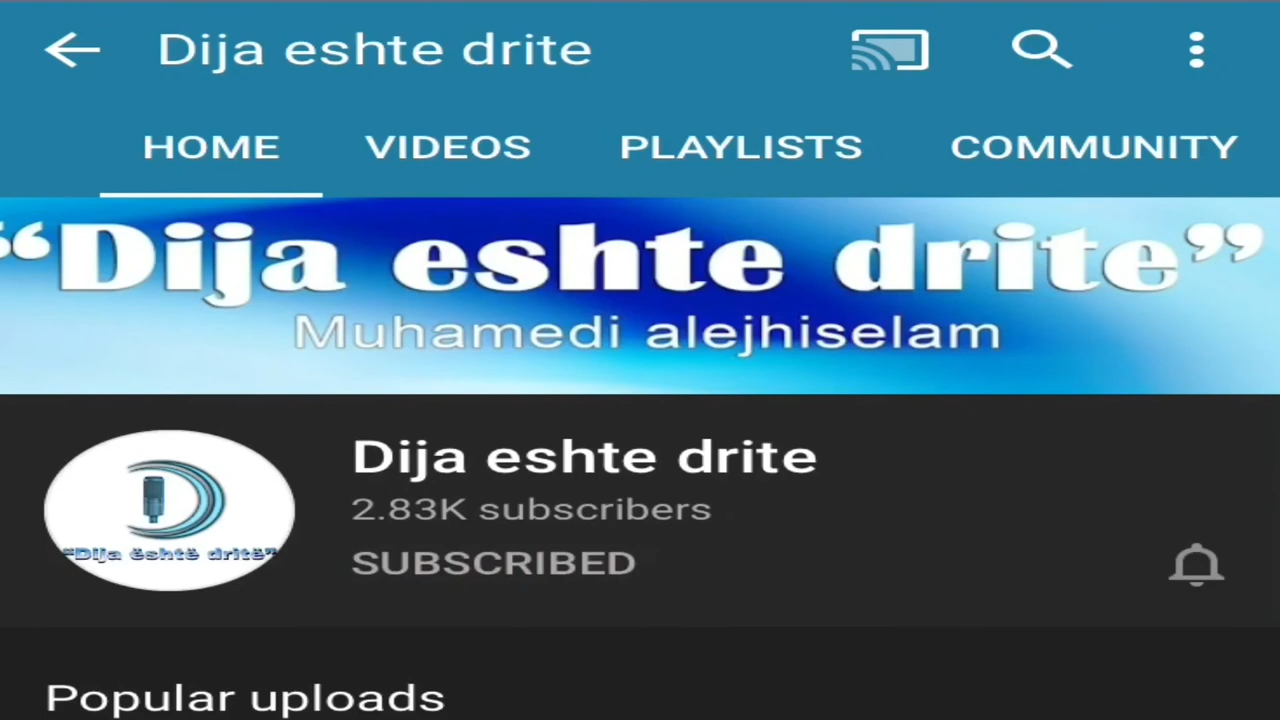 Dija eshte drite
HOME VIDEOS PLAYLISTS COMMUNITY
“Dija eshte drite”
Muhamedi alejhiselam
Dija eshte drite
2.83K subscribers
“Dija është dritë”
SUBSCRIBED
Popular uploads